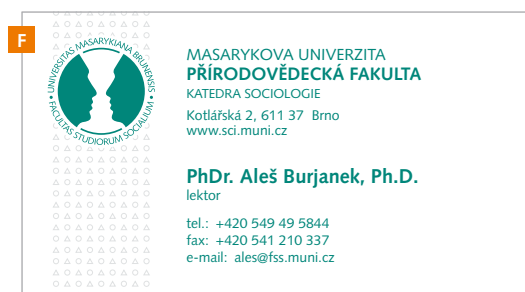 F
UNIVERSITAS MASARYKIANA BRUNENSIS
• FACULTAS STUDIORUM SOCIALIUM •
MASARYKOVA UNIVERZITA
PŘÍRODOVĚDECKÁ FAKULTA
KATEDRA SOCIOLOGIE
Kotlářská 2, 611 37 Brno
www.sci.muni.cz
PhDr. Aleš Burjanek, Ph.D.
lektor
tel.: +420 549 49 5844
fax: +420 541 210 337
e-mail: ales@fss.muni.cz